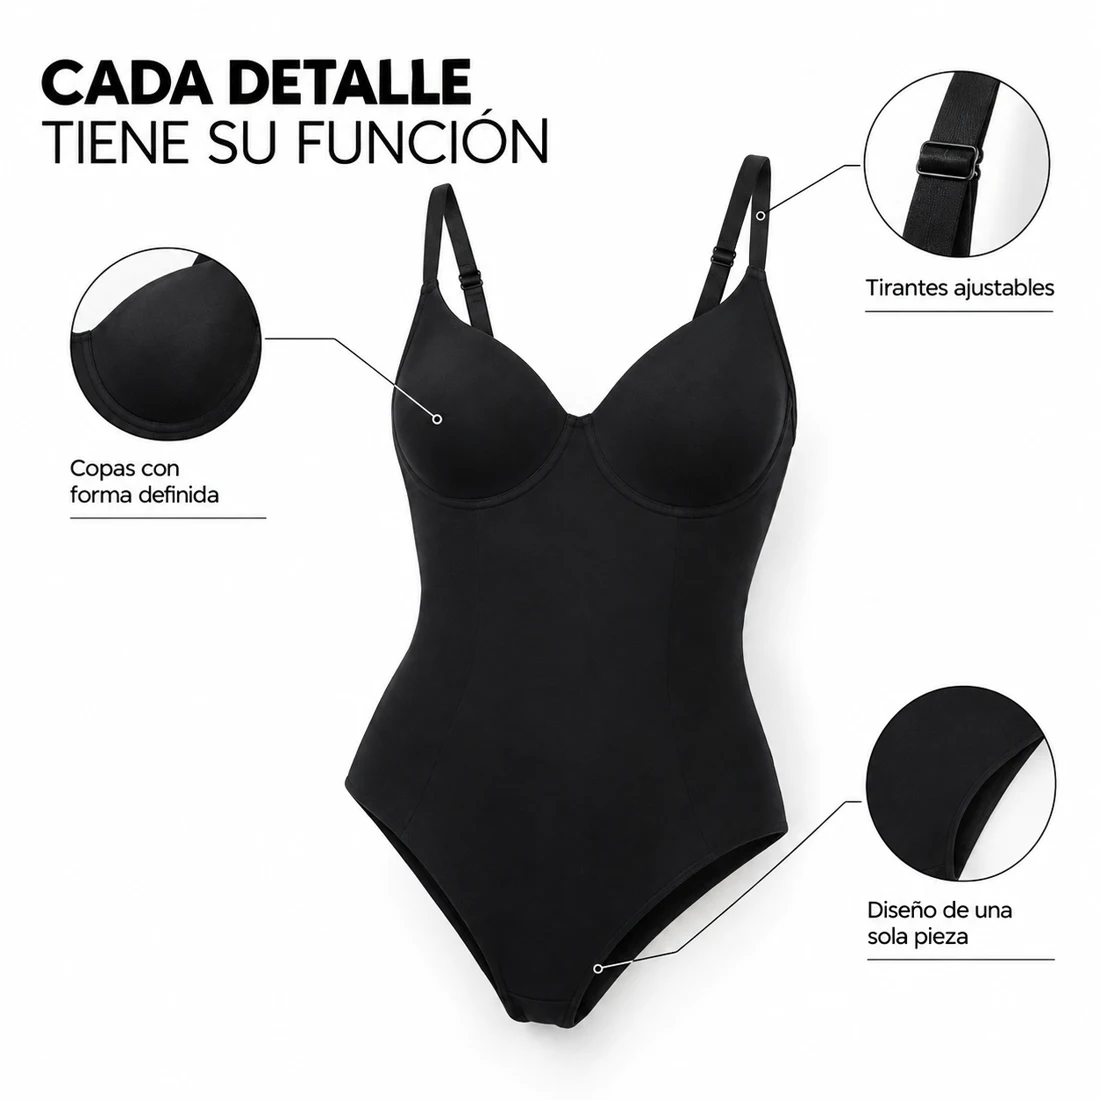 CADA DETALLE
TIENE SU FUNCIÓN
Tirantes ajustables
Copas con
forma definida
Diseño de una
sola pieza